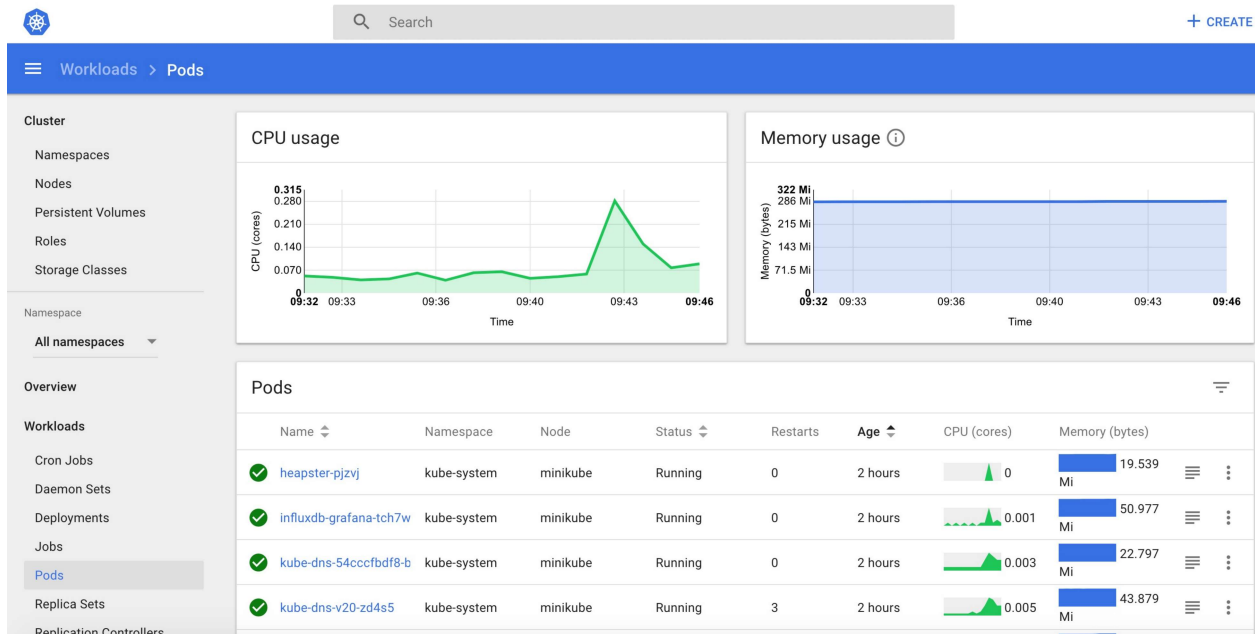 Search
+ CREATE
Workloads > Pods
Cluster
Namespaces
Nodes
Persistent Volumes
Roles
Storage Classes
Namespace
All namespaces
Overview
Workloads
Cron Jobs
Daemon Sets
Deployments
Jobs
Pods
Replica Sets
Replication Controllers
CPU usage
CPU (cores)
0.315
0.280
0.210
0.140
0.070
0
09:32 09:33 09:36 09:40 09:43 09:46
Time
Memory usage
Memory (bytes)
322 Mi
286 Mi
215 Mi
143 Mi
71.5 Mi
0
09:32 09:33 09:36 09:40 09:43 09:46
Time
Pods
Name Namespace Node Status Restarts Age CPU (cores) Memory (bytes)
heapster-pjzvj kube-system minikube Running 0 2 hours 0 19.539
Mi
influxdb-grafana-tch7w kube-system minikube Running 0 2 hours 0.001 50.977
Mi
kube-dns-54cccfbdf8-b kube-system minikube Running 0 2 hours 0.003 22.797
Mi
kube-dns-v20-zd4s5 kube-system minikube Running 3 2 hours 0.005 43.879
Mi